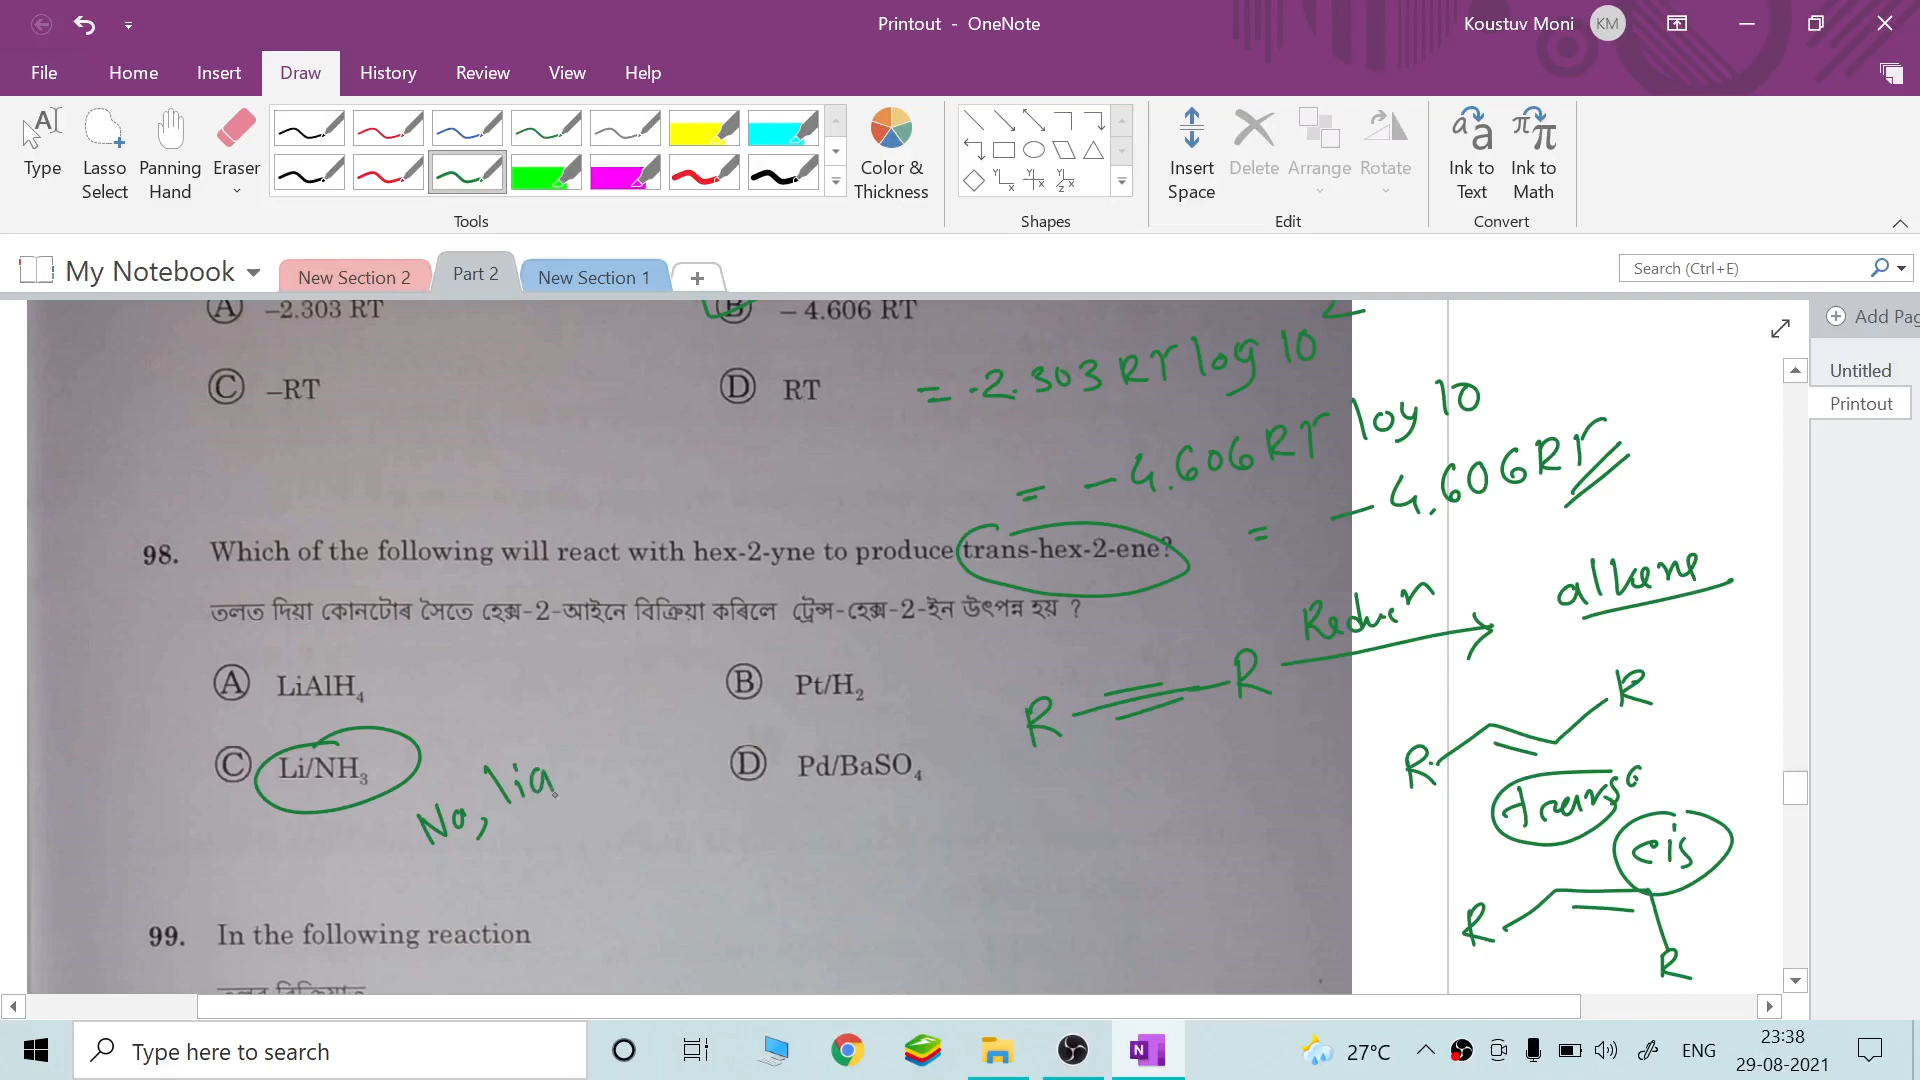 Printout - OneNote
Koustuv Moni KM
File Home Insert Draw History Review View Help
Type
Lasso Select
Panning Hand
Eraser
Color & Thickness
Insert Space
Delete
Arrange
Rotate
Ink to Text
Ink to Math
Tools
Shapes
Edit
Convert
My Notebook
New Section 2
Part 2
New Section 1
+
Search (Ctrl+E)
Add Pag
Untitled
Printout
A –2.303 RT
B – 4.606 RT
C –RT
D RT
= -2.303 RT log 10 2
= - 4.606 RT log 10
= - 4.606 RT
98. Which of the following will react with hex-2-yne to produce trans-hex-2-ene?
তলত দিয়া কোনটোৰ সৈতে হেক্স-2-আইনে বিক্ৰিয়া কৰিলে ট্ৰেন্স-হেক্স-2-ইন উৎপন্ন হয় ?
A LiAlH4
B Pt/H2
C Li/NH3
D Pd/BaSO4
Na, liq
R R
Reducn
alkene
R R
trans
cis
R R
99. In the following reaction
তলৰ বিক্ৰিয়াত
Type here to search
27°C
ENG
23:38
29-08-2021